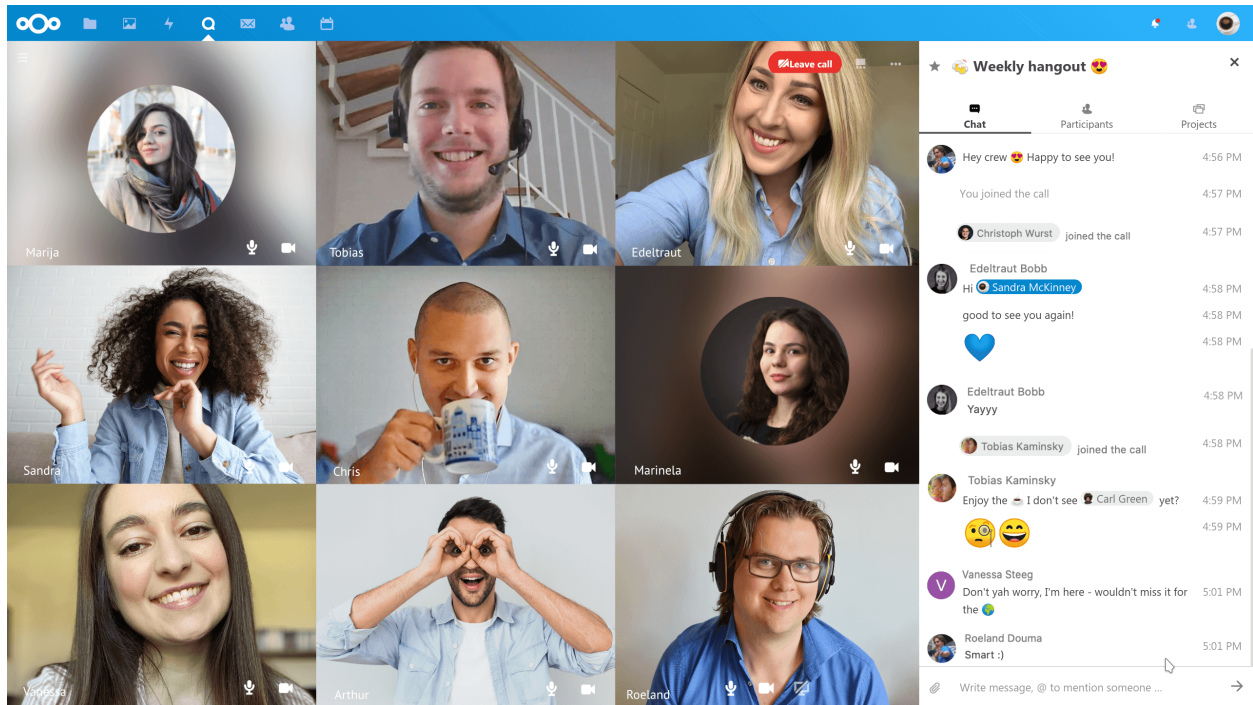 Leave call
Marija
Tobias
Edeltraut
Sandra
Chris
Marinela
Vanessa
Arthur
Roeland
Weekly hangout
Chat
Participants
Projects
Hey crew 😍 Happy to see you!
4:56 PM
You joined the call
4:57 PM
Christoph Wurst joined the call
4:57 PM
Edeltraut Bobb
Hi Sandra McKinney
4:58 PM
good to see you again!
4:58 PM
4:58 PM
Edeltraut Bobb
4:58 PM
Yayyy
Tobias Kaminsky joined the call
4:58 PM
Tobias Kaminsky
Enjoy the ☕ I don't see Carl Green yet?
4:59 PM
4:59 PM
Vanessa Steeg
V
Don't yah worry, I'm here - wouldn't miss it for
5:01 PM
the 🌍
Roeland Douma
5:01 PM
Smart :)
Write message, @ to mention someone ...